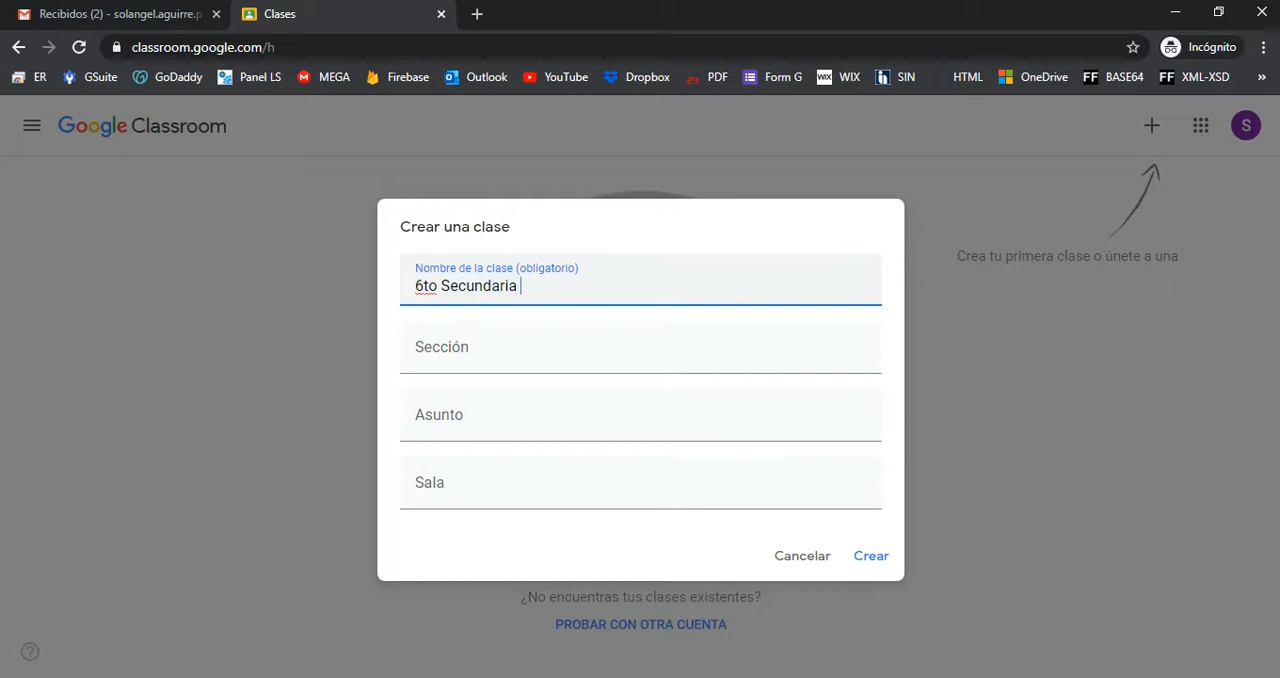 Recibidos (2) - solangel.aguirre.p
Clases
classroom.google.com/h
Incógnito
ER GSuite GoDaddy Panel LS MEGA Firebase Outlook YouTube Dropbox PDF Form G WIX SIN HTML OneDrive BASE64 XML-XSD »
Google Classroom
S
Crea tu primera clase o únete a una
Crear una clase
Nombre de la clase (obligatorio)
6to Secundaria
Sección
Asunto
Sala
Cancelar Crear
¿No encuentras tus clases existentes?
PROBAR CON OTRA CUENTA